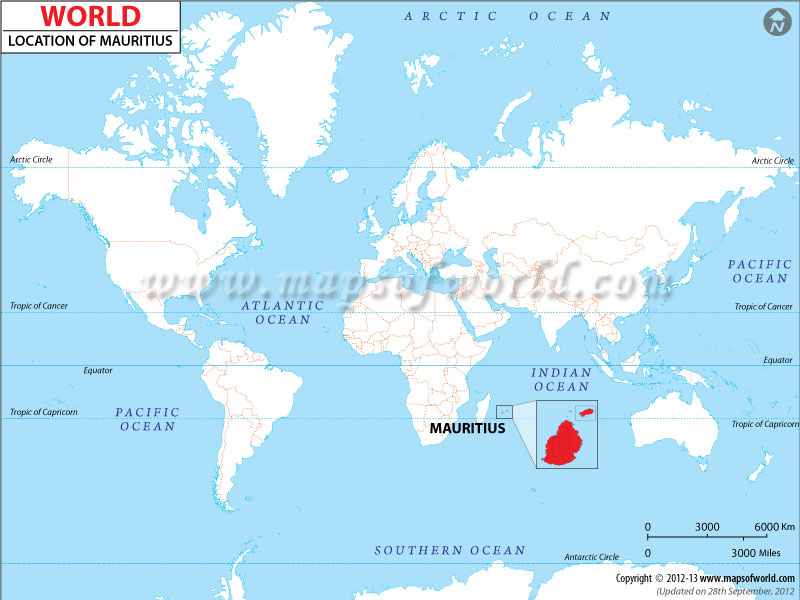 WORLD
LOCATION OF MAURITIUS
ARCTIC OCEAN
N
Arctic Circle
Arctic Circle
www.mapsofworld.com
PACIFIC
OCEAN
ATLANTIC
OCEAN
Tropic of Cancer
Tropic of Cancer
Equator
Equator
INDIAN
OCEAN
Tropic of Capricorn
PACIFIC
OCEAN
MAURITIUS
Tropic of Capricorn
0 3000 6000 Km
0 3000 Miles
SOUTHERN OCEAN
Antarctic Circle
Copyright © 2012-13 www.mapsofworld.com
(Updated on 28th September, 2012